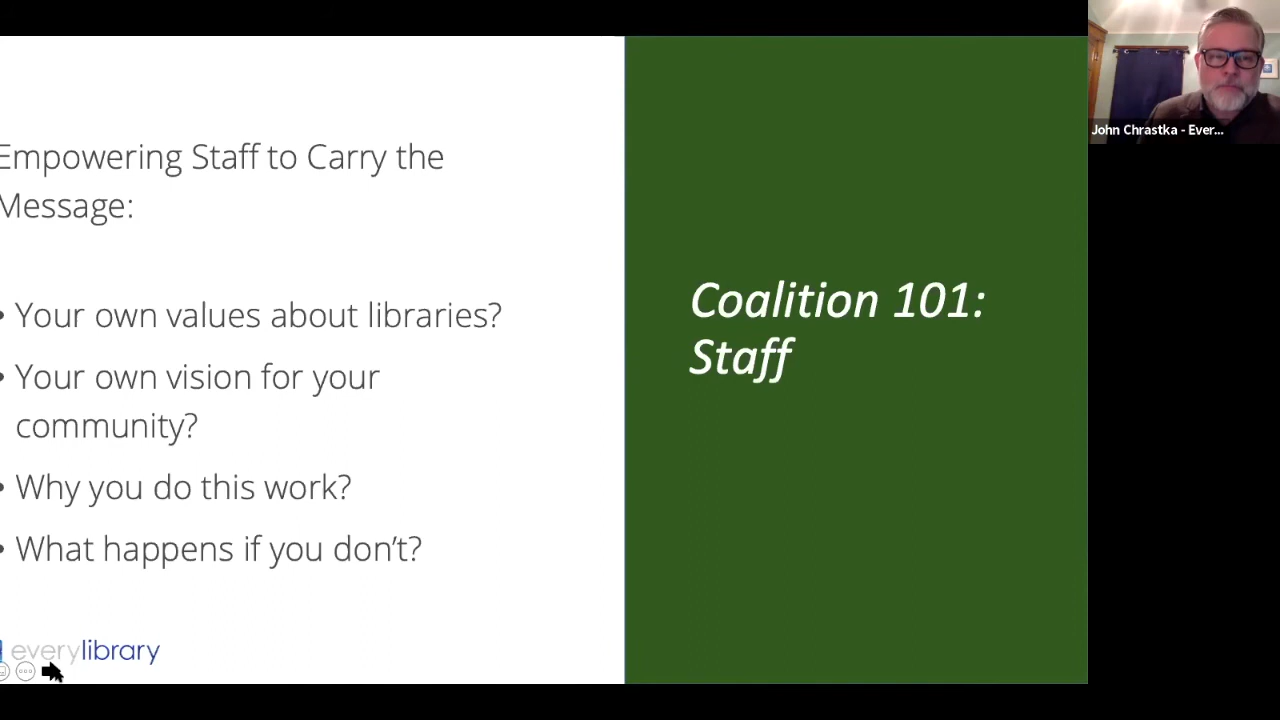 Empowering Staff to Carry the
Message:
• Your own values about libraries?
• Your own vision for your
community?
• Why you do this work?
• What happens if you don't?
everylibrary
Coalition 101:
Staff
John Chrastka - Ever...